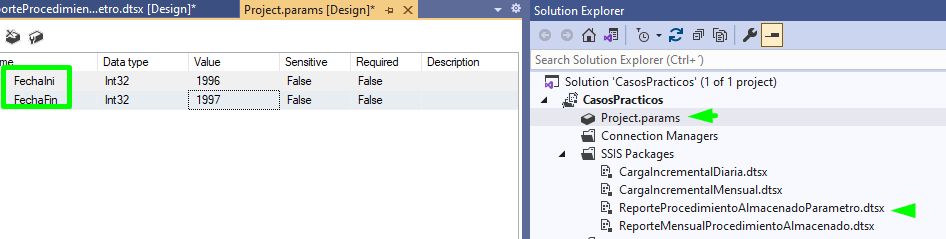 eporteProcedimien...etro.dtsx [Design]*
Project.params [Design]*
me Data type Value Sensitive Required Description
FechaIni Int32 1996 False False
FechaFin Int32 1997 False False
Solution Explorer
Search Solution Explorer (Ctrl+´)
Solution 'CasosPracticos' (1 of 1 project)
CasosPracticos
Project.params
Connection Managers
SSIS Packages
CargaIncrementalDiaria.dtsx
CargaIncrementalMensual.dtsx
ReporteProcedimientoAlmacenadoParametro.dtsx
ReporteMensualProcedimientoAlmacenado.dtsx